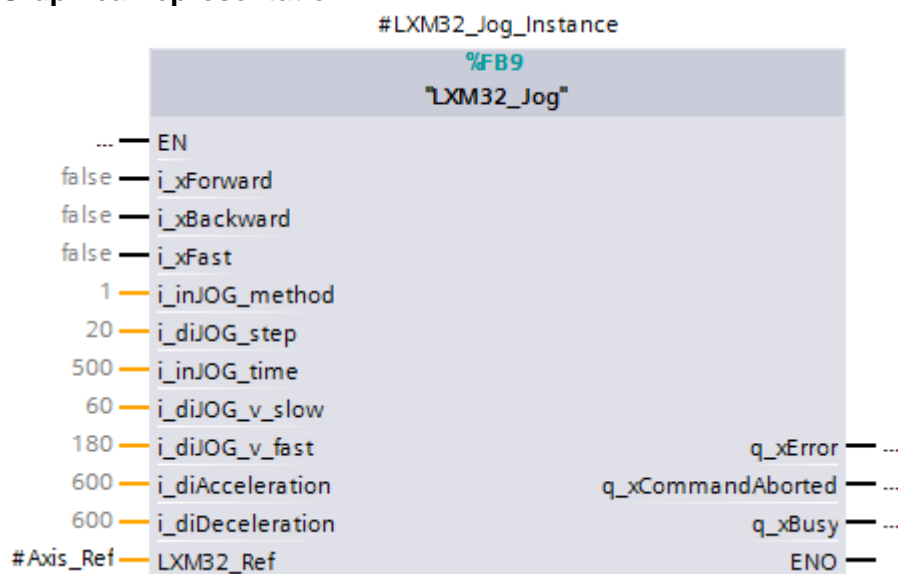 #LXM32_Jog_Instance
%FB9
"LXM32_Jog"
... EN
false i_xForward
false i_xBackward
false i_xFast
1 i_inJOG_method
20 i_diJOG_step
500 i_inJOG_time
60 i_diJOG_v_slow
180 i_diJOG_v_fast q_xError ...
600 i_diAcceleration q_xCommandAborted ...
600 i_diDeceleration q_xBusy ...
#Axis_Ref LXM32_Ref ENO